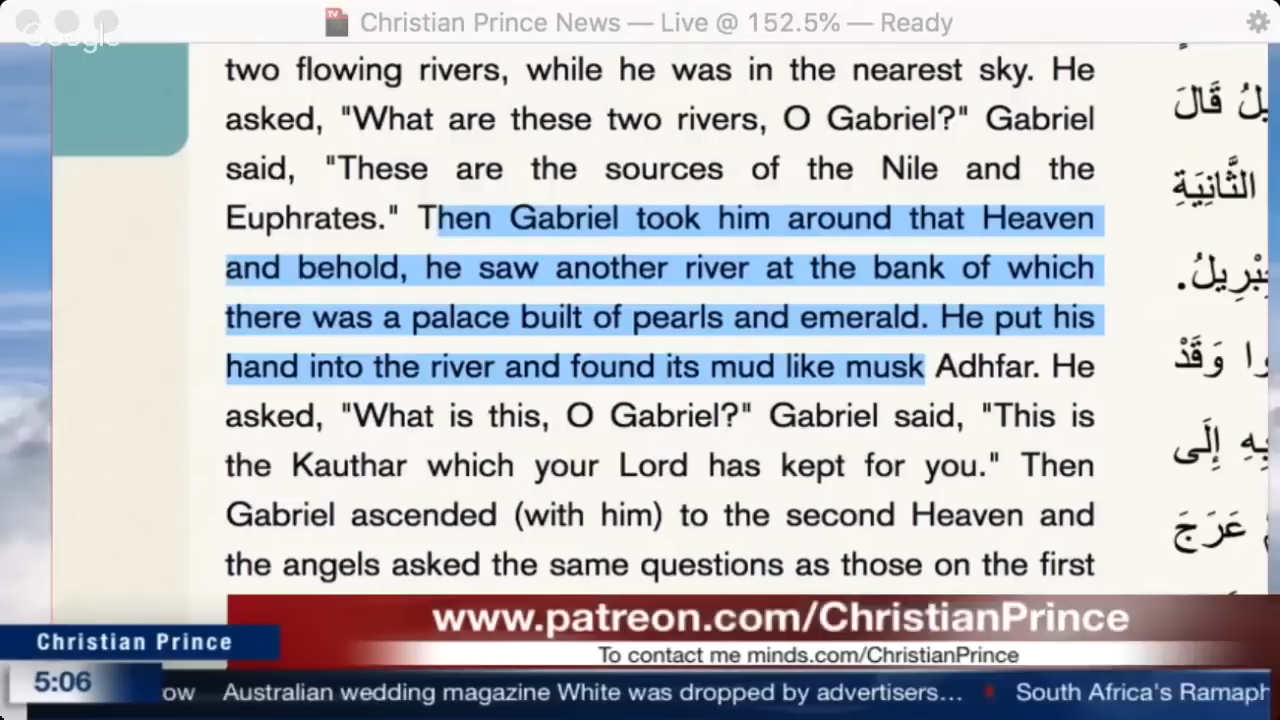 Christian Prince News — Live @ 152.5% — Ready
Google
two flowing rivers, while he was in the nearest sky. He
asked, "What are these two rivers, O Gabriel?" Gabriel
said, "These are the sources of the Nile and the
Euphrates." Then Gabriel took him around that Heaven
and behold, he saw another river at the bank of which
there was a palace built of pearls and emerald. He put his
hand into the river and found its mud like musk Adhfar. He
asked, "What is this, O Gabriel?" Gabriel said, "This is
the Kauthar which your Lord has kept for you." Then
Gabriel ascended (with him) to the second Heaven and
the angels asked the same questions as those on the first
قَالَ
الثَّانِيَةِ
وَقَدْ
إِلَى
عَرَجَ
www.patreon.com/ChristianPrince
To contact me minds.com/ChristianPrince
Christian Prince
5:06
ow Australian wedding magazine White was dropped by advertisers... South Africa's Ramaph